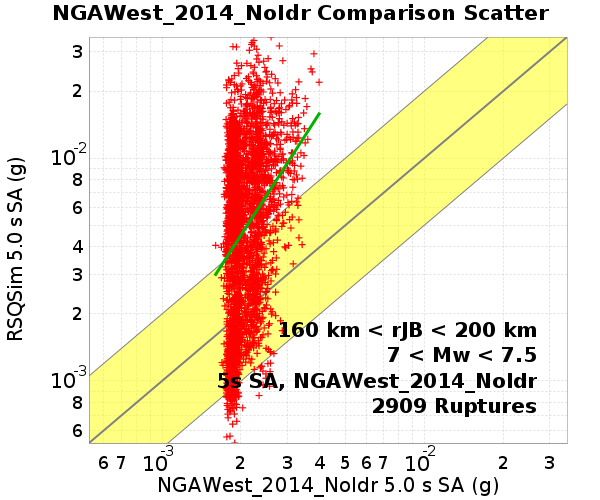 NGAWest_2014_NoIdr Comparison Scatter
RSQSim 5.0 s SA (g)
3
2
10-2
8
6
4
3
2
10-3
8
6
160 km < rJB < 200 km
7 < Mw < 7.5
5s SA, NGAWest_2014_NoIdr
2909 Ruptures
6 7 10-3 2 3 4 5 6 7 10-2 2 3
NGAWest_2014_NoIdr 5.0 s SA (g)